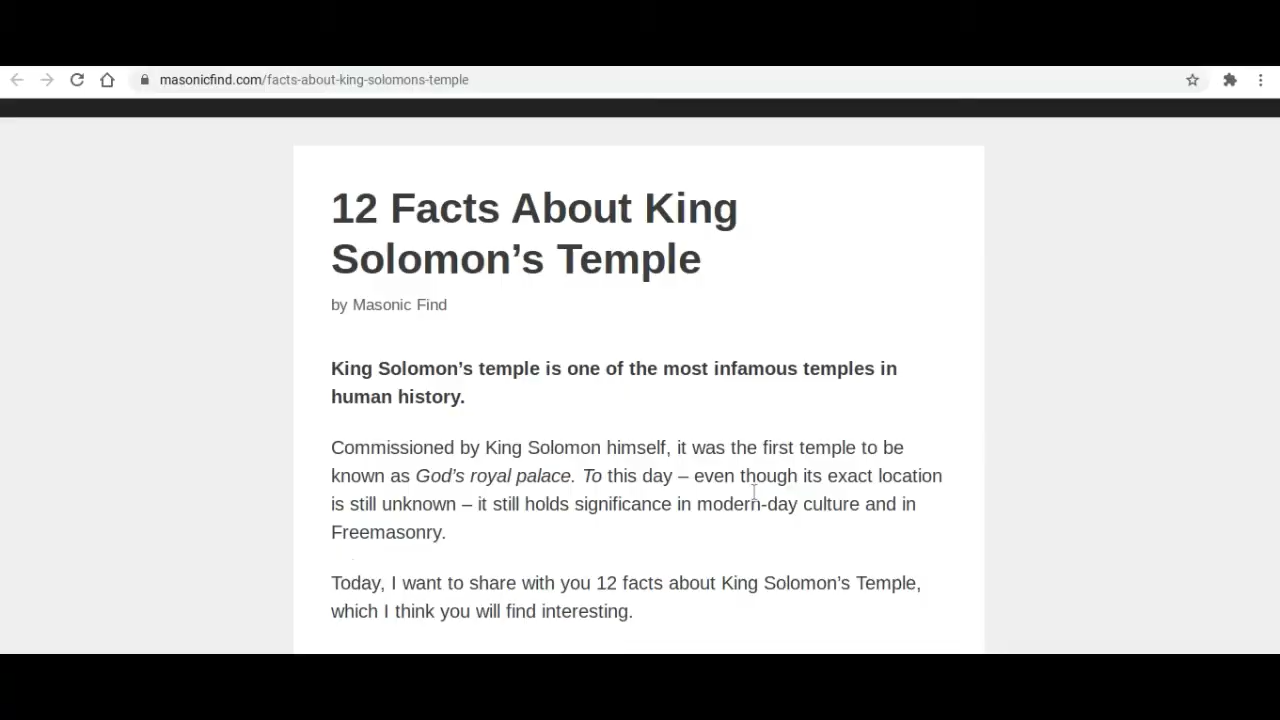 masonicfind.com/facts-about-king-solomons-temple
12 Facts About King
Solomon’s Temple
by Masonic Find
King Solomon’s temple is one of the most infamous temples in
human history.
Commissioned by King Solomon himself, it was the first temple to be
known as God’s royal palace. To this day – even though its exact location
is still unknown – it still holds significance in modern-day culture and in
Freemasonry.
Today, I want to share with you 12 facts about King Solomon’s Temple,
which I think you will find interesting.